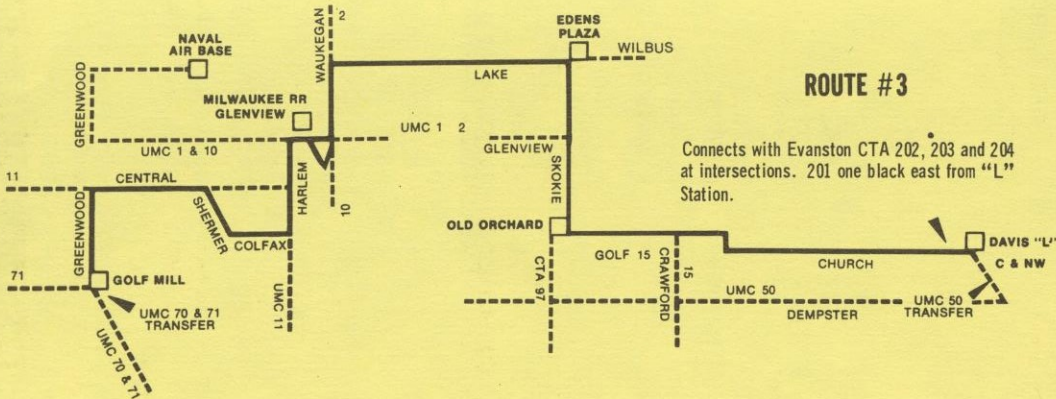 NAVAL
AIR BASE
GREENWOOD
MILWAUKEE RR
GLENVIEW
WAUKEGAN
2
EDENS
PLAZA
WILBUS
LAKE
ROUTE #3
UMC 1 & 10
UMC 1 2
GLENVIEW
SKOKIE
Connects with Evanston CTA 202, 203 and 204
at intersections. 201 one black east from “L”
Station.
11
CENTRAL
SHERMER
COLFAX
HARLEM
10
GREENWOOD
71
GOLF MILL
UMC 70 & 71
TRANSFER
UMC 70 & 71
UMC 11
OLD ORCHARD
CTA 97
GOLF 15
CRAWFORD
15
CHURCH
DAVIS "L"
C & NW
UMC 50
DEMPSTER
UMC 50
TRANSFER